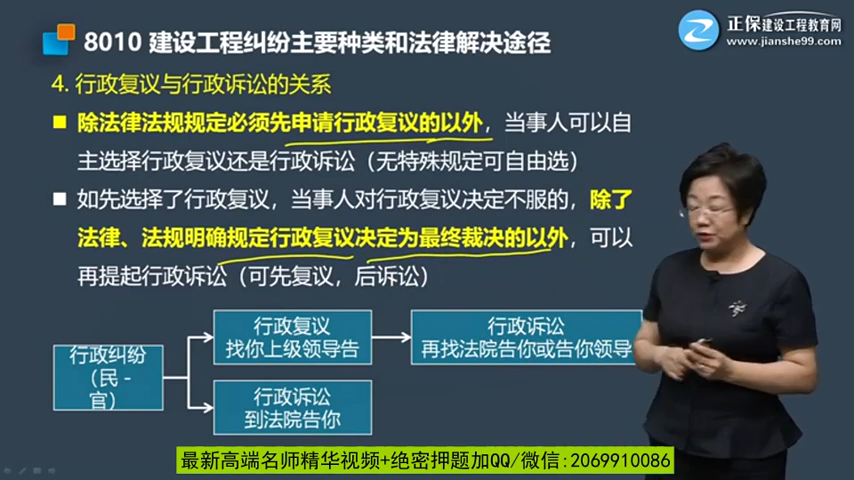 8010 建设工程纠纷主要种类和法律解决途径
正保建设工程教育网
www.jianshe99.com
4. 行政复议与行政诉讼的关系
除法律法规规定必须先申请行政复议的以外，当事人可以自
主选择行政复议还是行政诉讼（无特殊规定可自由选）
如先选择了行政复议，当事人对行政复议决定不服的，除了
法律、法规明确规定行政复议决定为最终裁决的以外，可以
再提起行政诉讼（可先复议，后诉讼）
行政纠纷
（民 -
官）
行政复议
找你上级领导告
行政诉讼
再找法院告你或告你领导
行政诉讼
到法院告你
最新高端名师精华视频+绝密押题加QQ/微信:2069910086